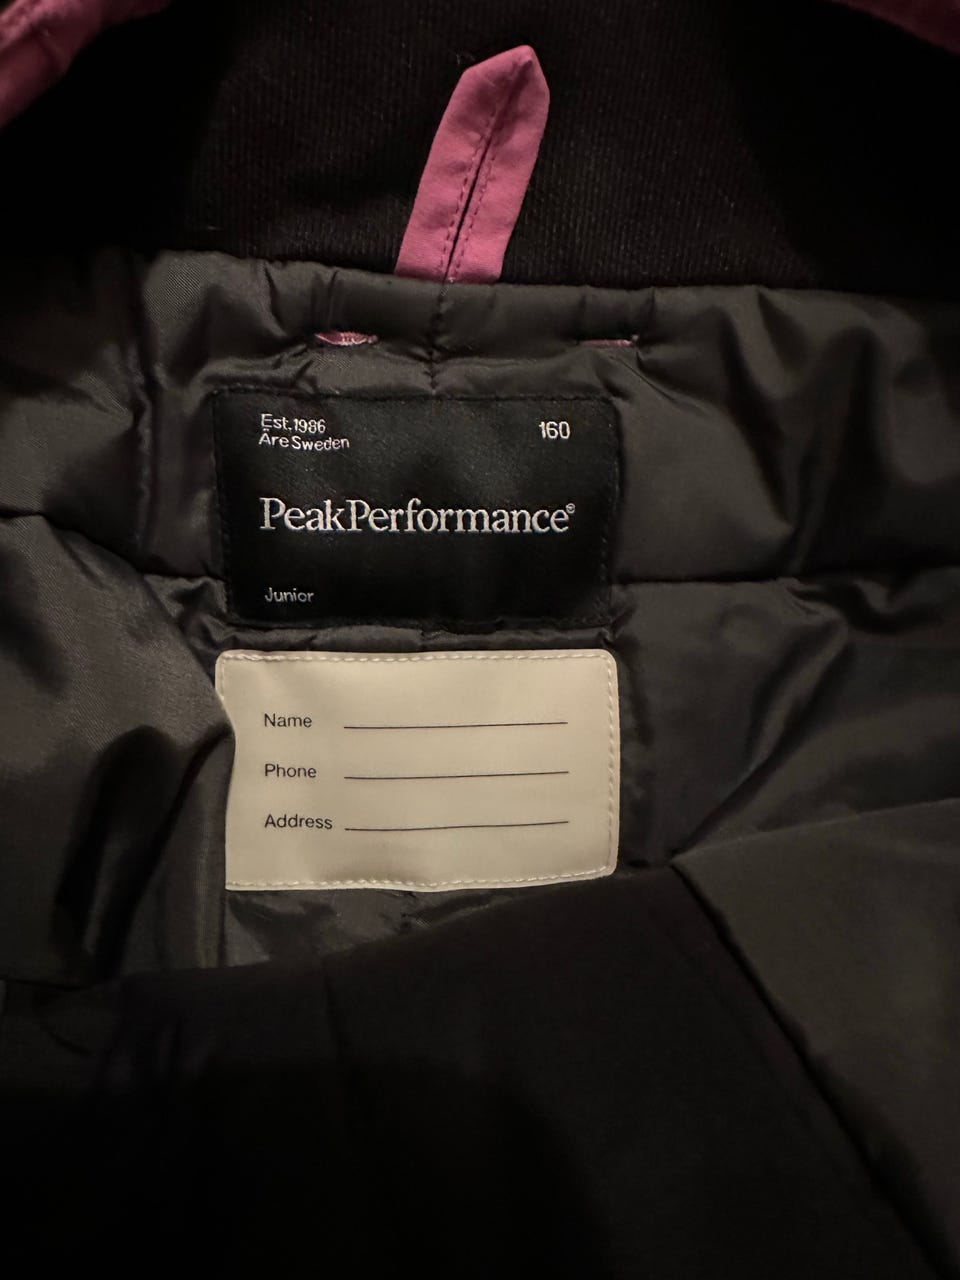 Est.1986
Åre Sweden
160
PeakPerformance®
Junior
Name
Phone
Address